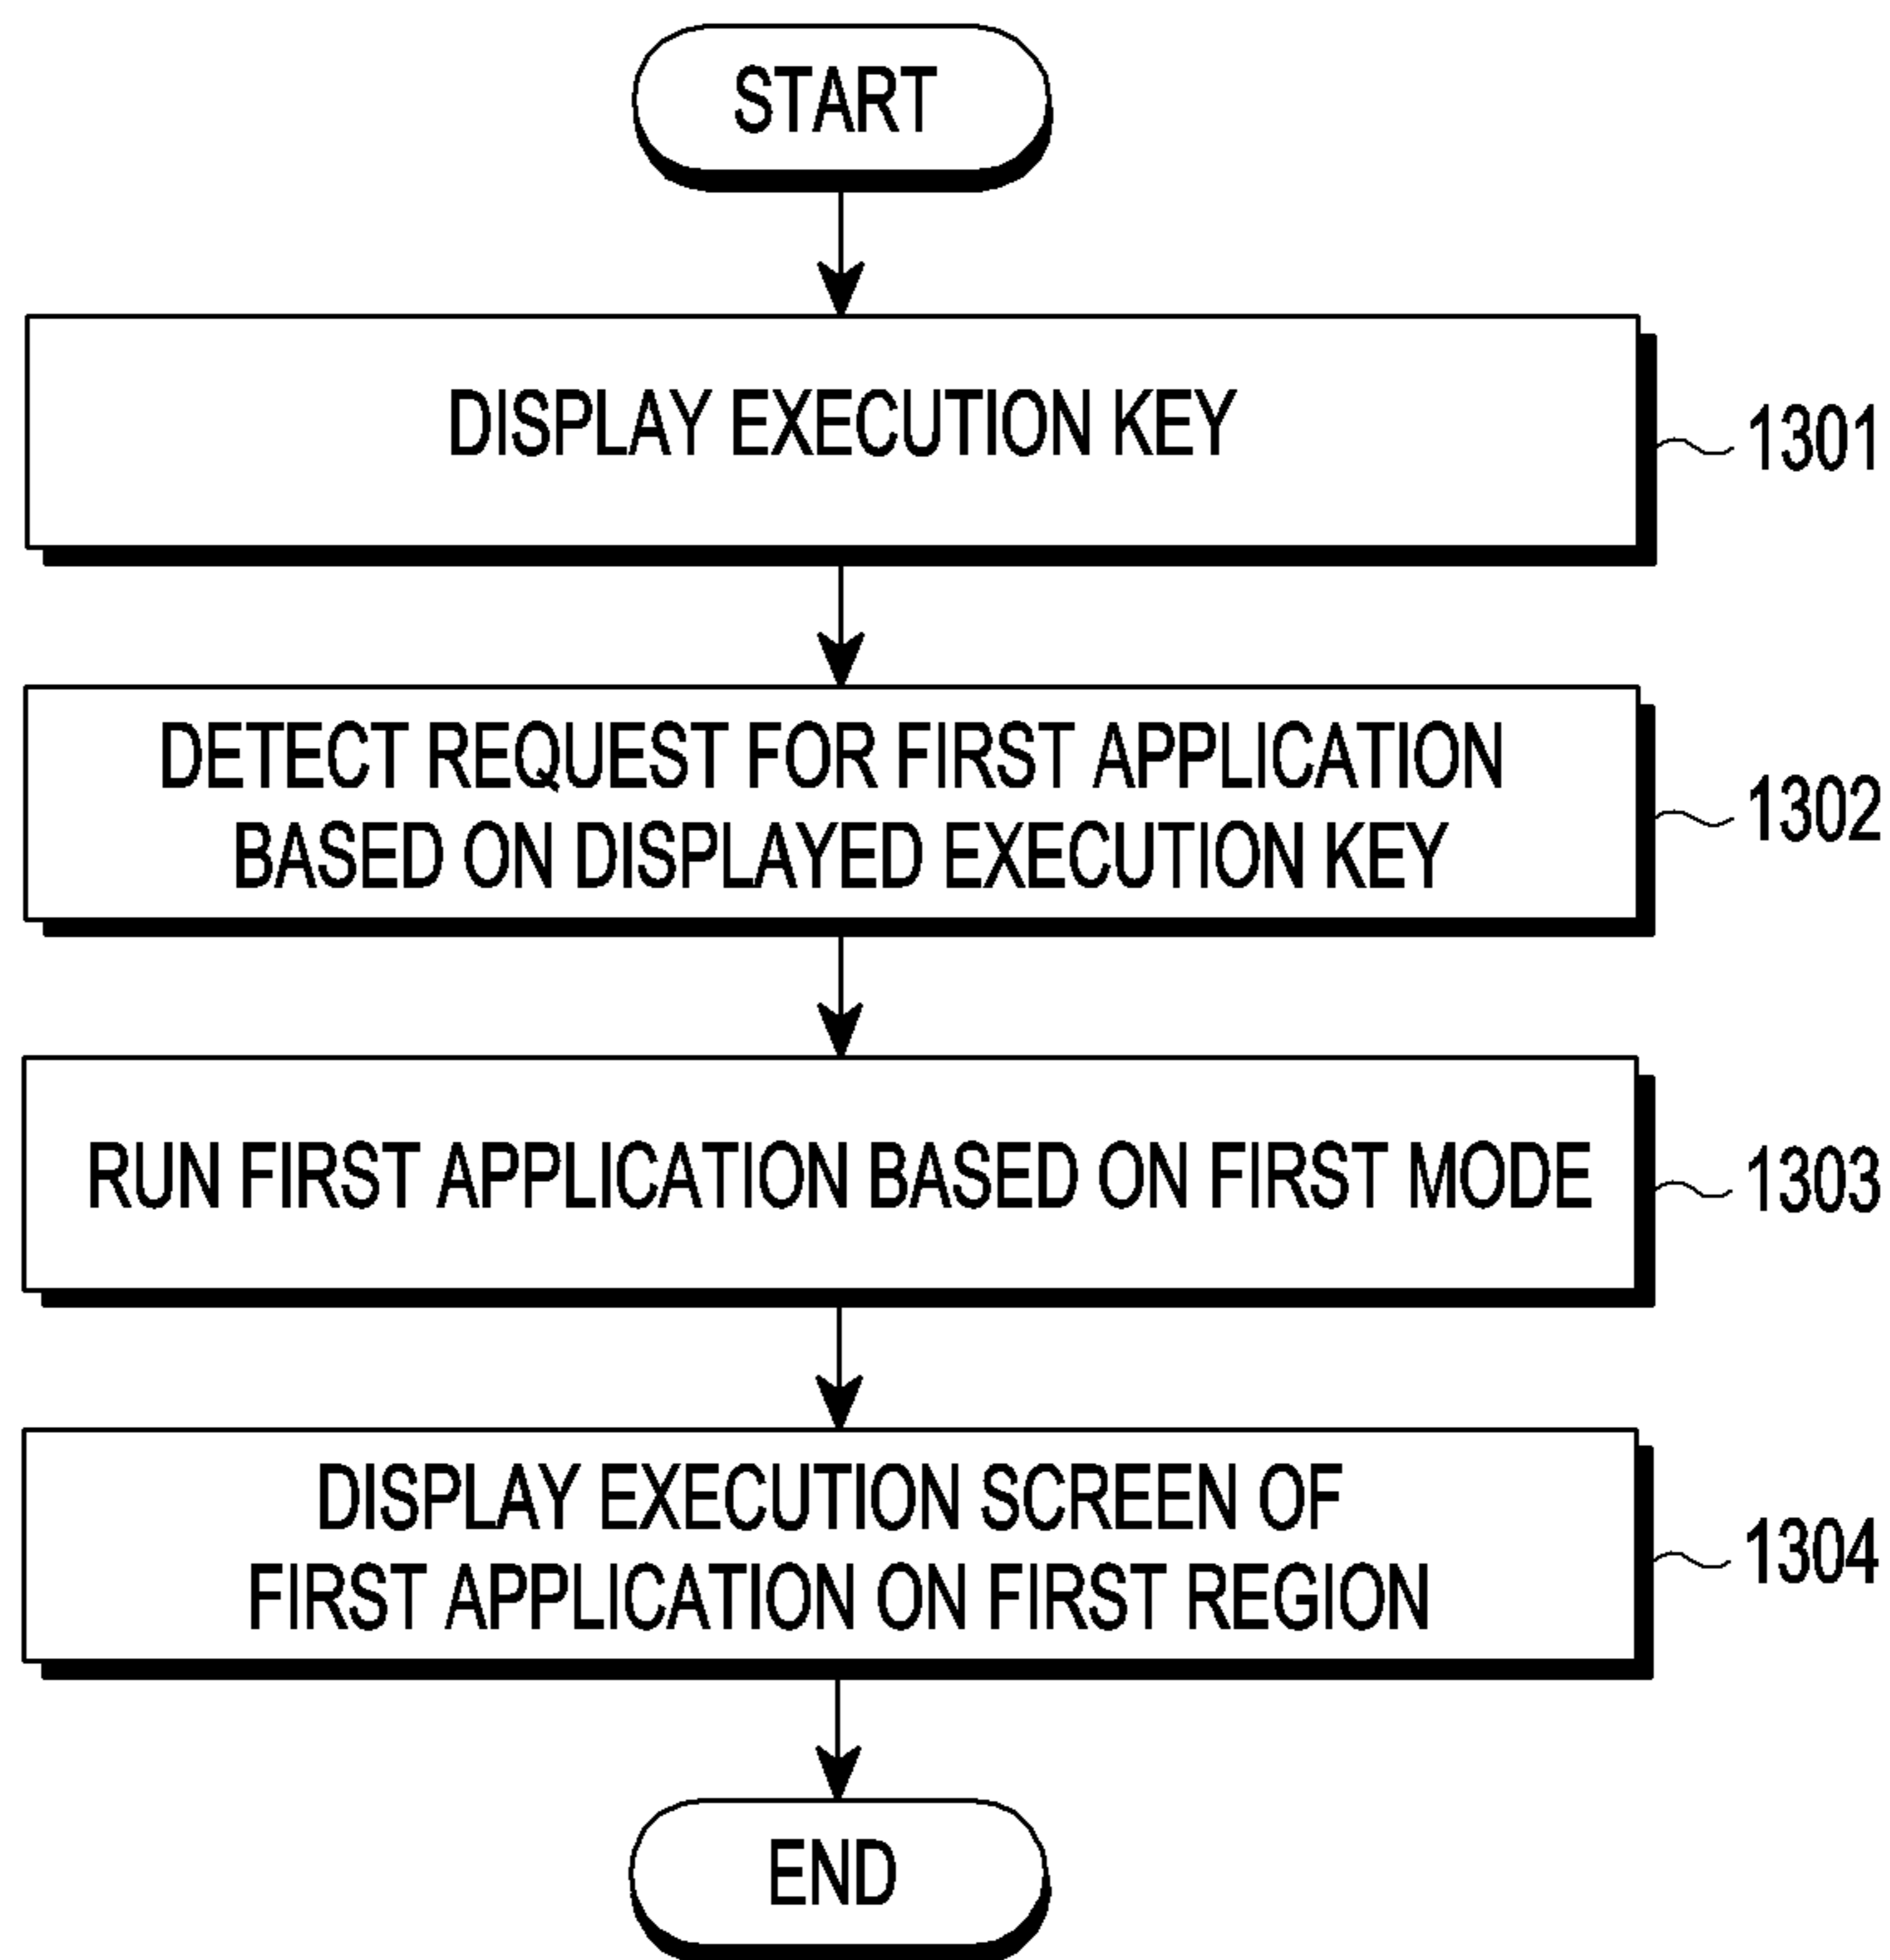 START
DISPLAY EXECUTION KEY
1301
DETECT REQUEST FOR FIRST APPLICATION
BASED ON DISPLAYED EXECUTION KEY
1302
RUN FIRST APPLICATION BASED ON FIRST MODE
1303
DISPLAY EXECUTION SCREEN OF
FIRST APPLICATION ON FIRST REGION
1304
END